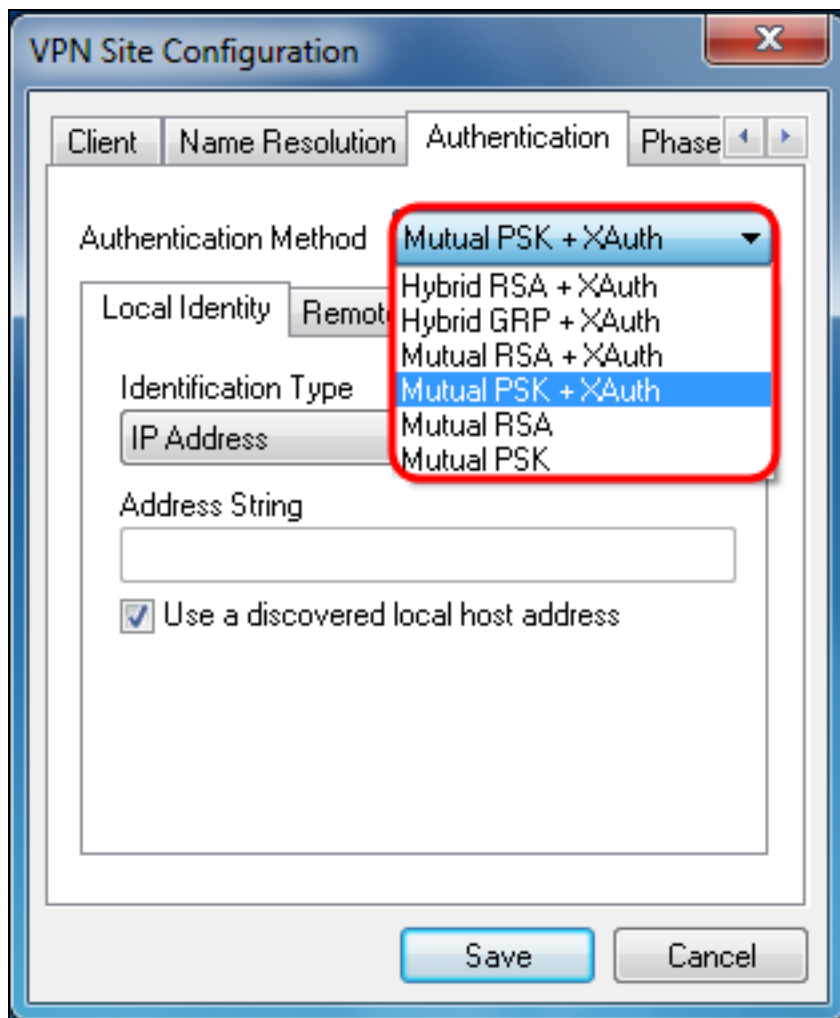 VPN Site Configuration
Client
Name Resolution
Authentication
Phase
Authentication Method
Mutual PSK + XAuth
Hybrid RSA + XAuth
Hybrid GRP + XAuth
Mutual RSA + XAuth
Mutual PSK + XAuth
Mutual RSA
Mutual PSK
Local Identity
Remot
Identification Type
IP Address
Address String
Use a discovered local host address
Save
Cancel